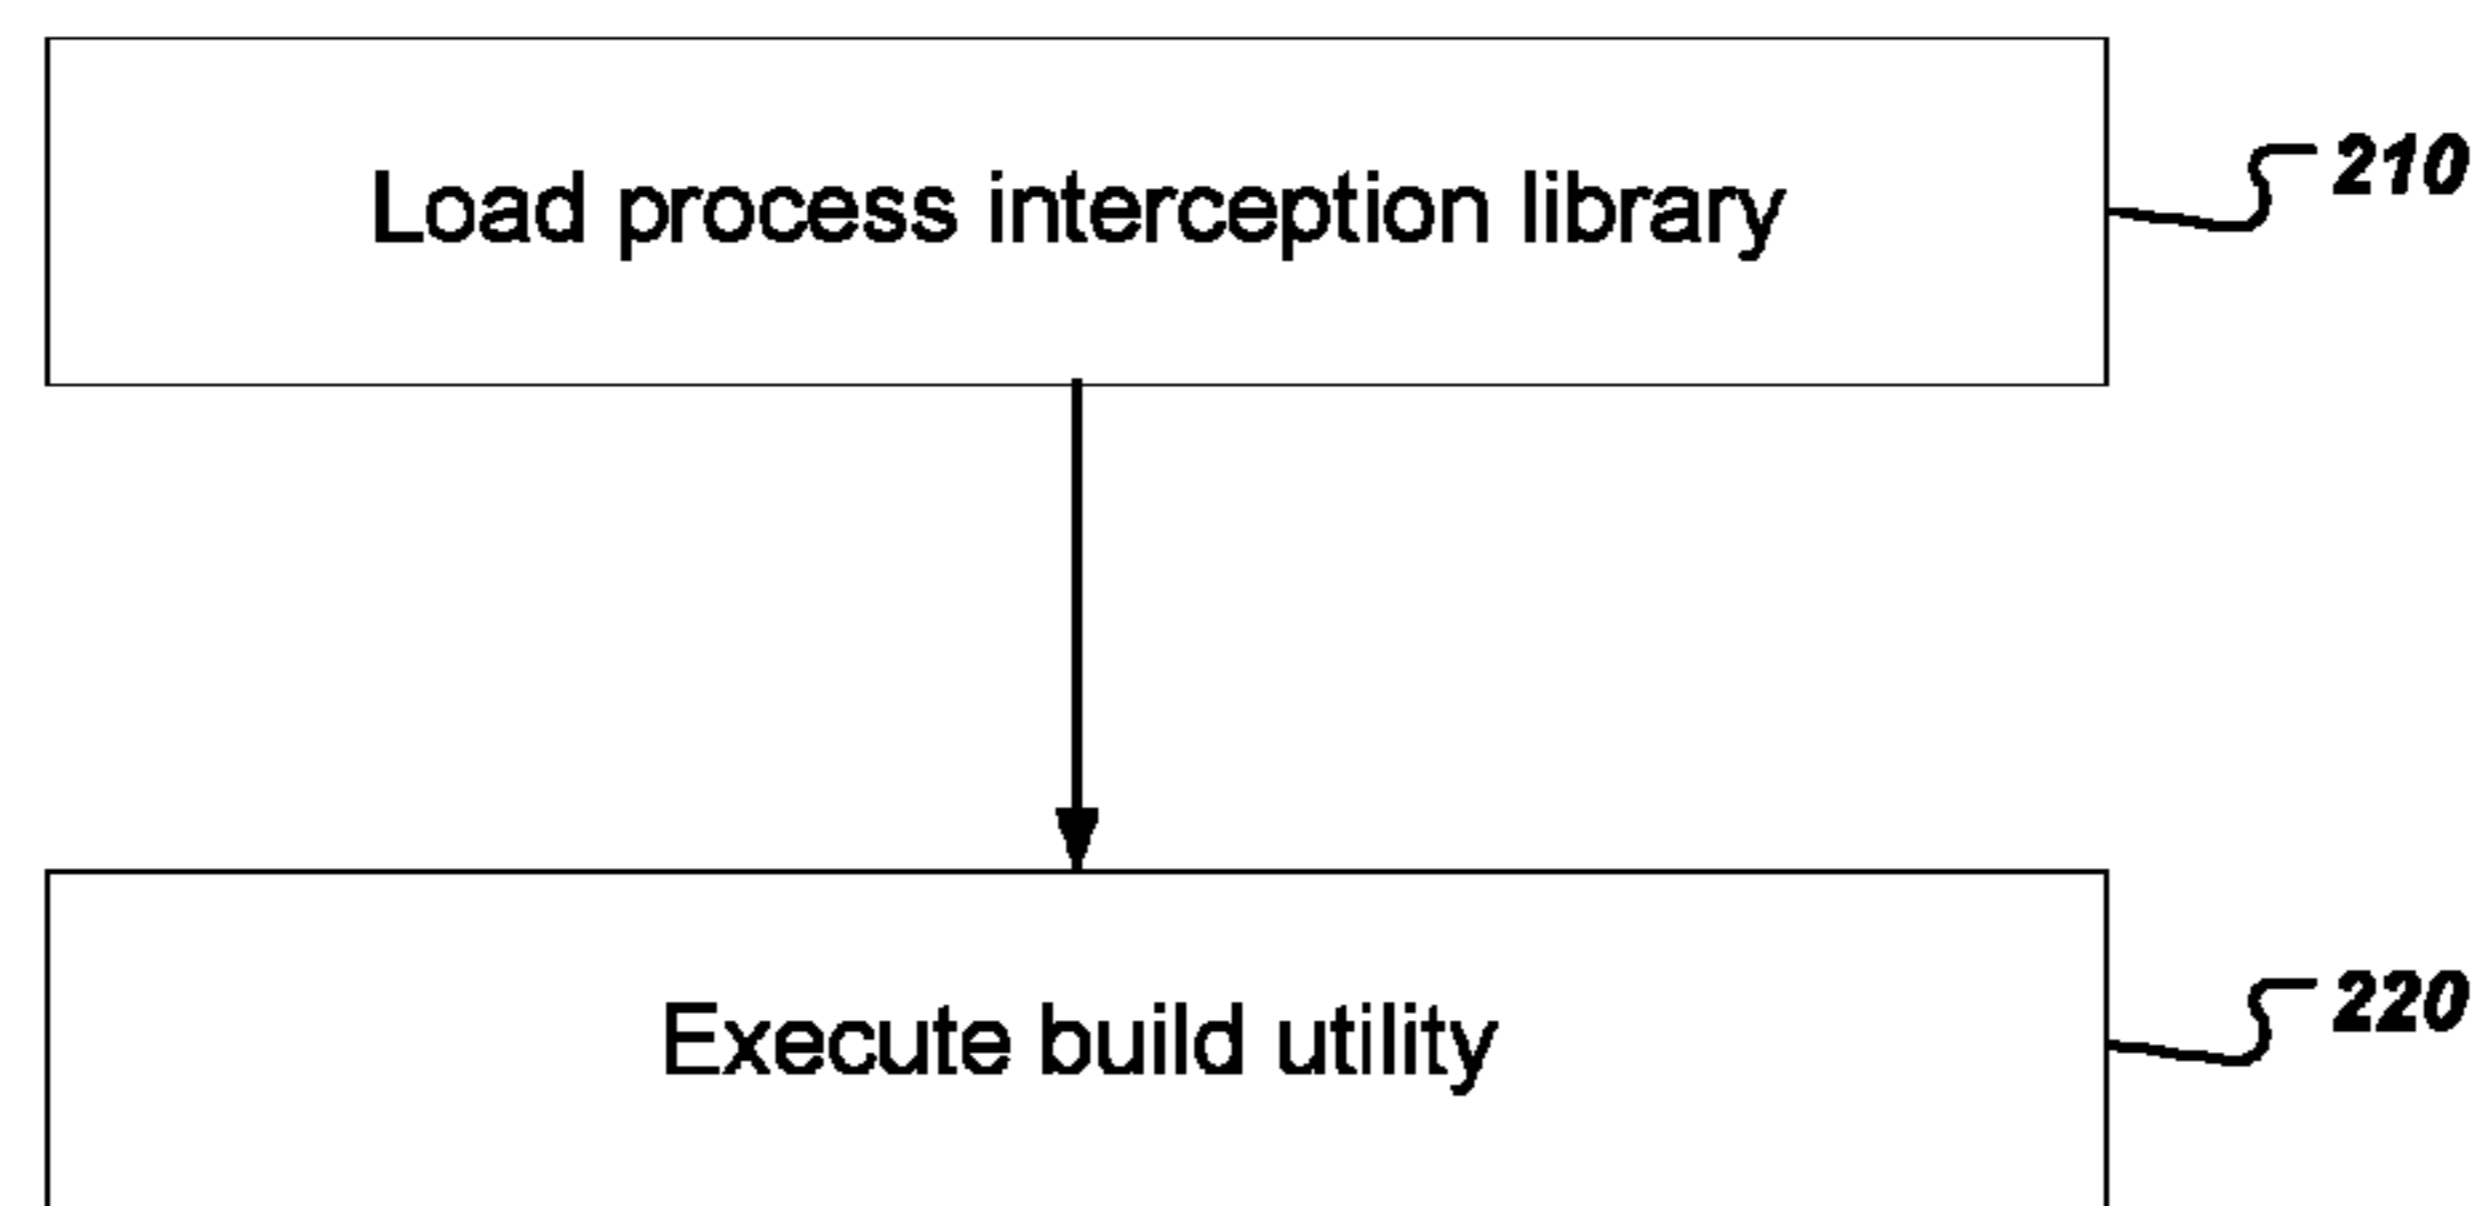 Load process interception library
210
Execute build utility
220